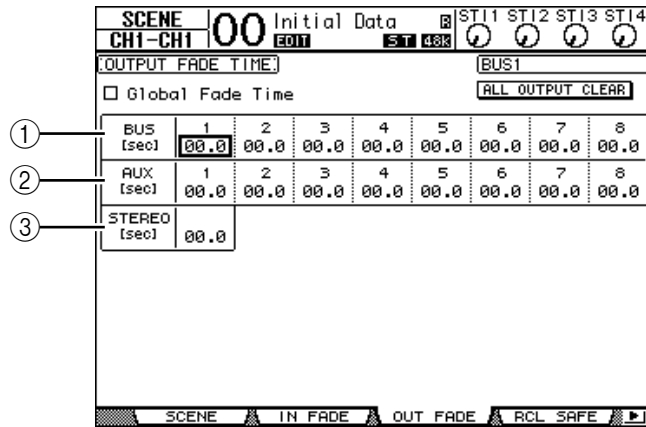 SCENE 00 Initial Data R STI1 STI2 STI3 STI4
CH1-CH1 EDIT ST 48k
OUTPUT FADE TIME BUS1
Global Fade Time ALL OUTPUT CLEAR
1 BUS 1 2 3 4 5 6 7 8
[sec] 00.0 00.0 00.0 00.0 00.0 00.0 00.0 00.0
2 AUX 1 2 3 4 5 6 7 8
[sec] 00.0 00.0 00.0 00.0 00.0 00.0 00.0 00.0
3 STEREO
[sec] 00.0
SCENE IN FADE OUT FADE RCL SAFE